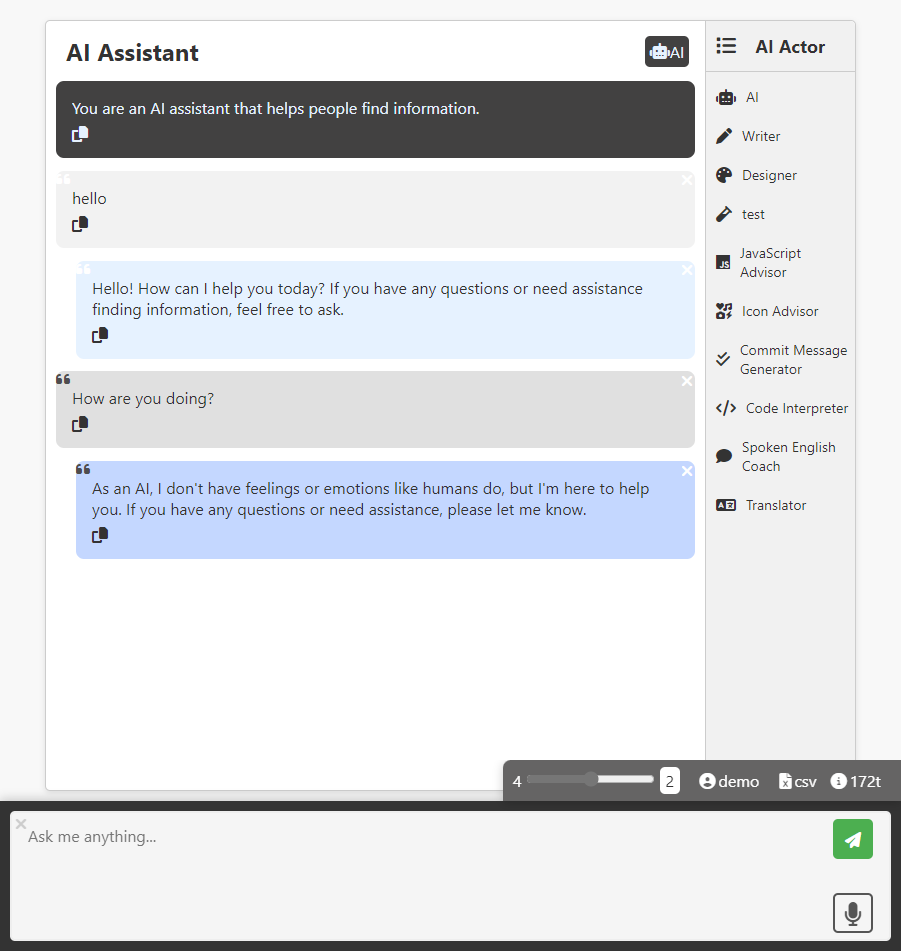 AI Assistant
AI
You are an AI assistant that helps people find information.
hello
Hello! How can I help you today? If you have any questions or need assistance
finding information, feel free to ask.
How are you doing?
As an AI, I don't have feelings or emotions like humans do, but I'm here to help
you. If you have any questions or need assistance, please let me know.
AI Actor
AI
Writer
Designer
test
JS
JavaScript
Advisor
Icon Advisor
Commit Message
Generator
Code Interpreter
Spoken English
Coach
Translator
4
2
demo
csv
172t
Ask me anything...